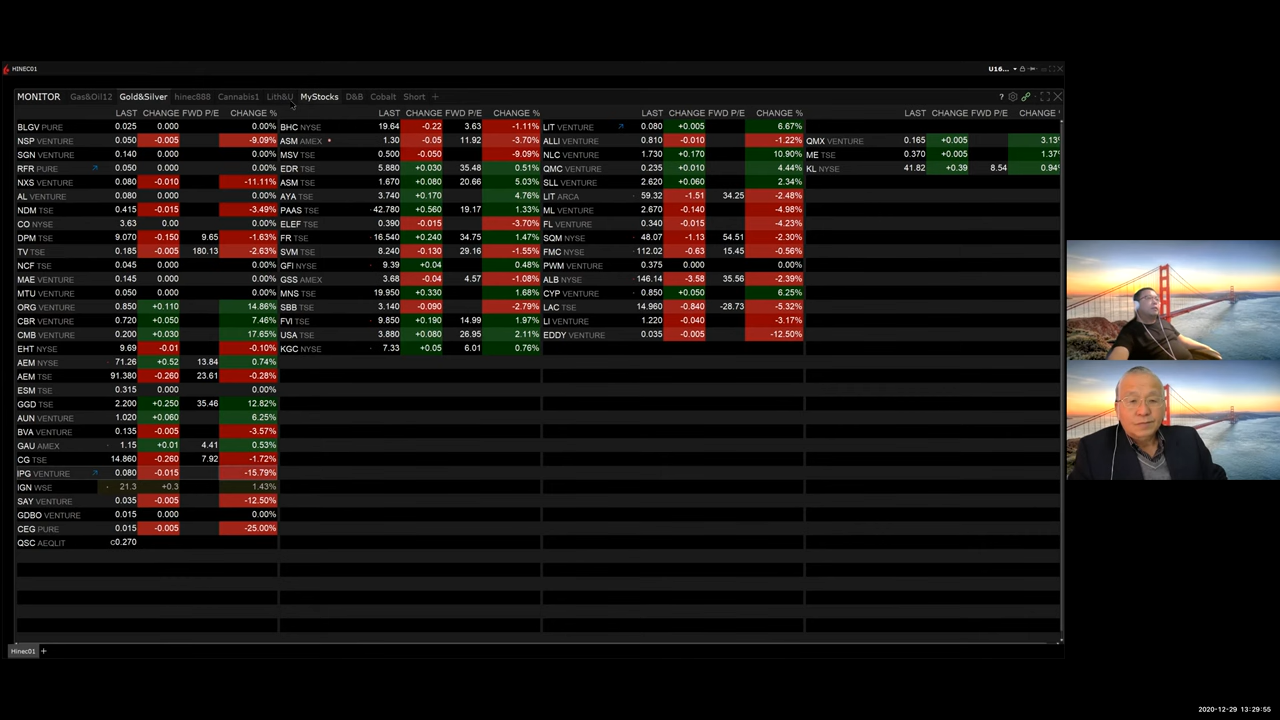 HINEC01 U16...
MONITOR Gas&Oil12 Gold&Silver hinec888 Cannabis1 Lith&U MyStocks D&B Cobalt Short + ?
LAST CHANGE FWD P/E CHANGE % LAST CHANGE FWD P/E CHANGE % LAST CHANGE FWD P/E CHANGE % LAST CHANGE FWD P/E CHANGE %
BLGV PURE 0.025 0.000 0.00% BHC NYSE 19.64 -0.22 3.63 -1.11% LIT VENTURE 0.080 +0.005 6.67%
NSP VENTURE 0.050 -0.005 -9.09% ASM AMEX 1.30 -0.05 11.92 -3.70% ALLI VENTURE 0.810 -0.010 -1.22% QMX VENTURE 0.165 +0.005 3.13%
SGN VENTURE 0.140 0.000 0.00% MSV TSE 0.500 -0.050 -9.09% NLC VENTURE 1.730 +0.170 10.90% ME TSE 0.370 +0.005 1.37%
RFR PURE 0.050 0.000 0.00% EDR TSE 5.880 +0.030 35.48 0.51% QMC VENTURE 0.235 +0.010 4.44% KL NYSE 41.82 +0.39 8.54 0.94%
NXS VENTURE 0.080 -0.010 -11.11% ASM TSE 1.670 +0.080 20.66 5.03% SLL VENTURE 2.620 +0.060 2.34%
AL VENTURE 0.080 0.000 0.00% AYA TSE 3.740 +0.170 4.76% LIT ARCA 59.32 -1.51 34.25 -2.48%
NDM TSE 0.415 -0.015 -3.49% PAAS TSE 42.780 +0.560 19.17 1.33% ML VENTURE 2.670 -0.140 -4.98%
CO NYSE 3.63 0.00 0.00% ELEF TSE 0.390 -0.015 -3.70% FL VENTURE 0.340 -0.015 -4.23%
DPM TSE 9.070 -0.150 9.65 -1.63% FR TSE 16.540 +0.240 34.75 1.47% SQM NYSE 48.07 -1.13 54.51 -2.30%
TV TSE 0.185 -0.005 180.13 -2.63% SVM TSE 8.240 -0.130 29.16 -1.55% FMC NYSE 112.02 -0.63 15.45 -0.56%
NCF TSE 0.045 0.000 0.00% GFI NYSE 9.39 +0.04 0.48% PWM VENTURE 0.375 0.000 0.00%
MAE VENTURE 0.145 0.000 0.00% GSS AMEX 3.68 -0.04 4.57 -1.08% ALB NYSE 146.14 -3.58 35.56 -2.39%
MTU VENTURE 0.050 0.000 0.00% MNS TSE 19.950 +0.330 1.68% CYP VENTURE 0.850 +0.050 6.25%
ORG VENTURE 0.850 +0.110 14.86% SBB TSE 3.140 -0.090 -2.79% LAC TSE 14.960 -0.840 -28.73 -5.32%
CBR VENTURE 0.720 +0.050 7.46% FVI TSE 9.850 +0.190 14.99 1.97% LI VENTURE 1.220 -0.040 -3.17%
CMB VENTURE 0.200 +0.030 17.65% USA TSE 3.880 +0.080 26.95 2.11% EDDY VENTURE 0.035 -0.005 -12.50%
EHT NYSE 9.69 -0.01 -0.10% KGC NYSE 7.33 +0.05 6.01 0.76%
AEM NYSE 71.26 +0.52 13.84 0.74%
AEM TSE 91.380 -0.260 23.61 -0.28%
ESM TSE 0.315 0.000 0.00%
GGD TSE 2.200 +0.250 35.46 12.82%
AUN VENTURE 1.020 +0.060 6.25%
BVA VENTURE 0.135 -0.005 -3.57%
GAU AMEX 1.15 +0.01 4.41 0.53%
CG TSE 14.860 -0.260 7.92 -1.72%
IPG VENTURE 0.080 -0.015 -15.79%
IGN WSE 21.3 +0.3 1.43%
SAY VENTURE 0.035 -0.005 -12.50%
GDBO VENTURE 0.015 0.000 0.00%
CEG PURE 0.015 -0.005 -25.00%
QSC AEQLIT c0.270
Hinec01 +
2020-12-29 13:29:55